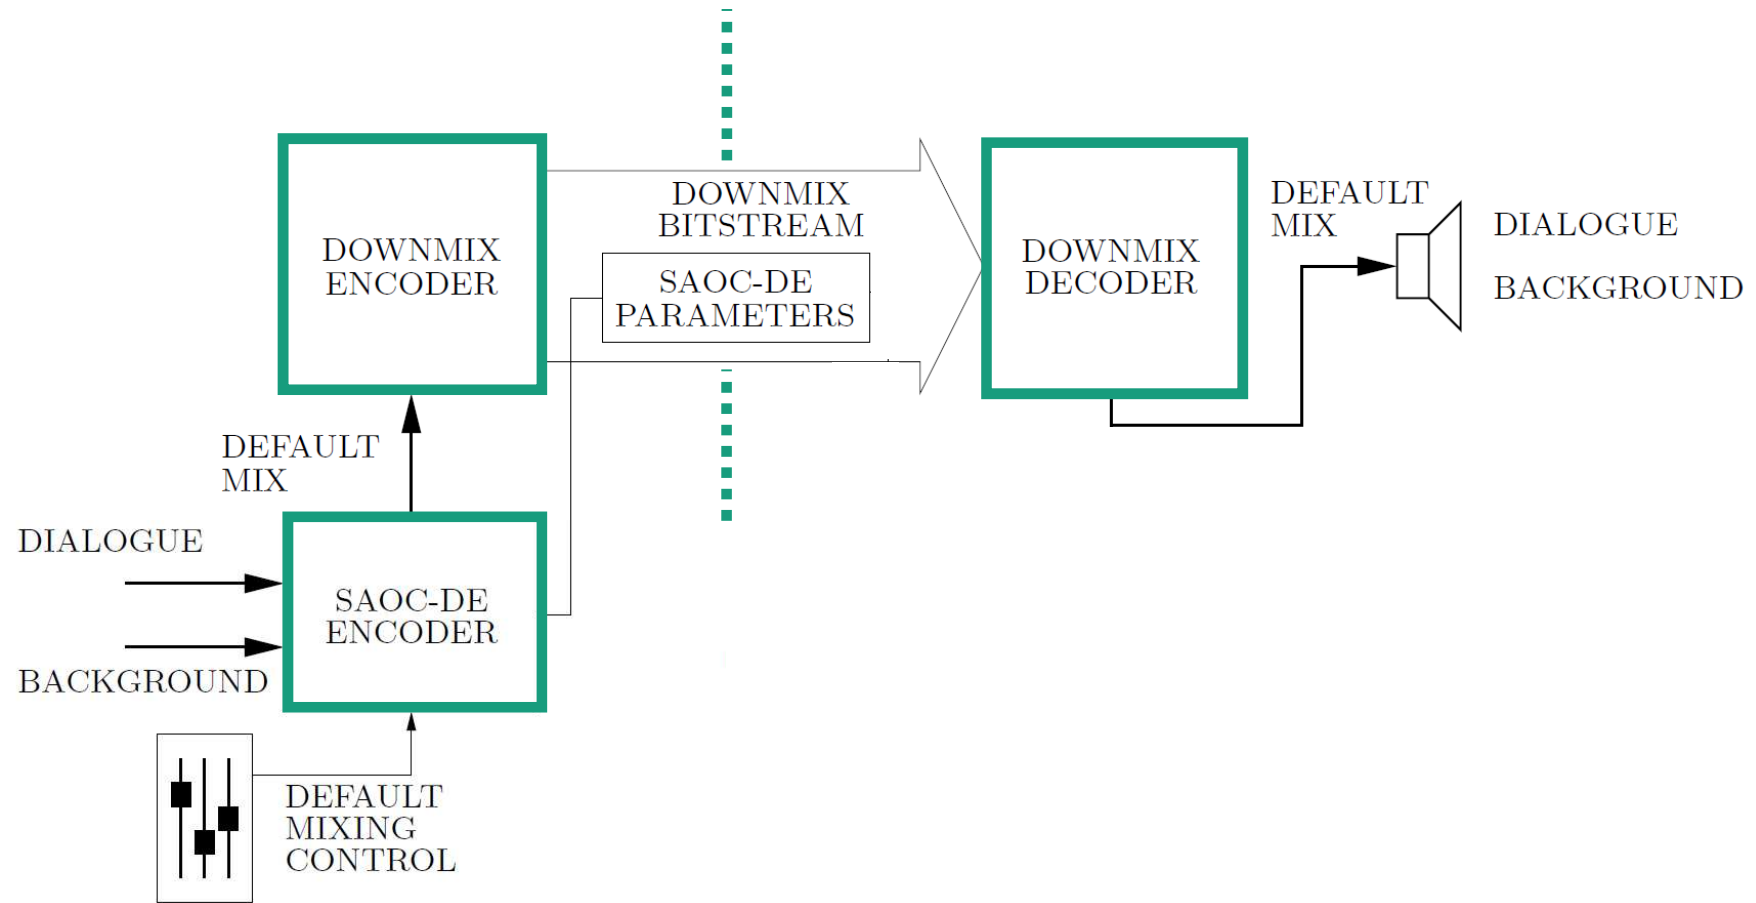 DOWNMIX
ENCODER
DOWNMIX
BITSTREAM
SAOC-DE
PARAMETERS
DOWNMIX
DECODER
DEFAULT
MIX
DIALOGUE
BACKGROUND
DEFAULT
MIX
DIALOGUE
BACKGROUND
SAOC-DE
ENCODER
DEFAULT
MIXING
CONTROL